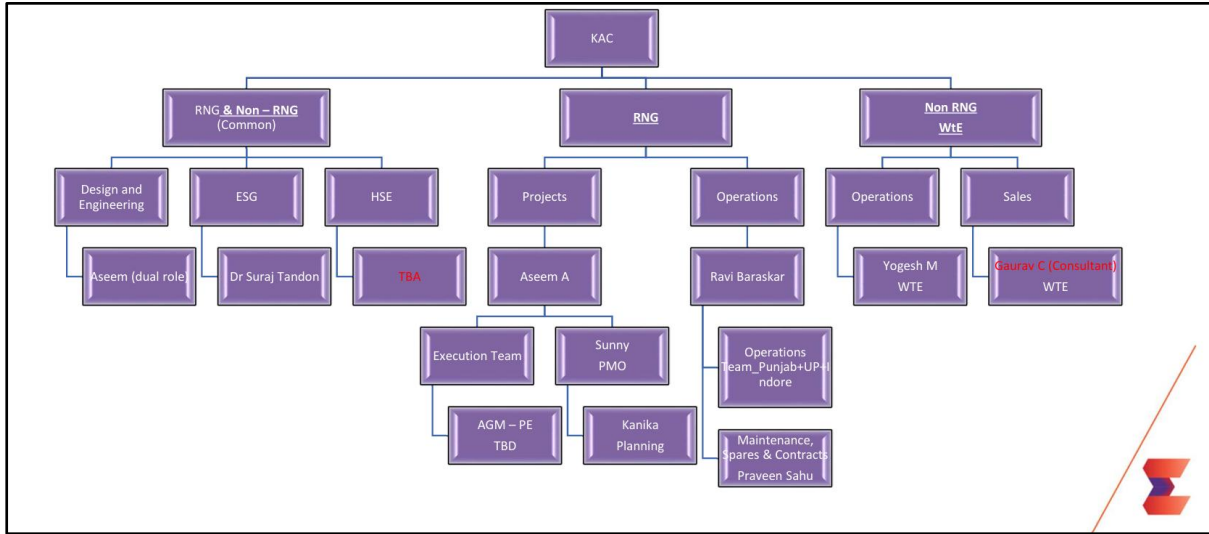 KAC
RNG & Non – RNG
(Common)
RNG
Non RNG
WtE
Design and
Engineering
ESG
HSE
Projects
Operations
Operations
Sales
Aseem (dual role)
Dr Suraj Tandon
TBA
Aseem A
Ravi Baraskar
Yogesh M
WTE
Gaurav C (Consultant)
WTE
Execution Team
Sunny
PMO
Operations
Team_Punjab+UP+I
ndore
AGM – PE
TBD
Kanika
Planning
Maintenance,
Spares & Contracts
Praveen Sahu